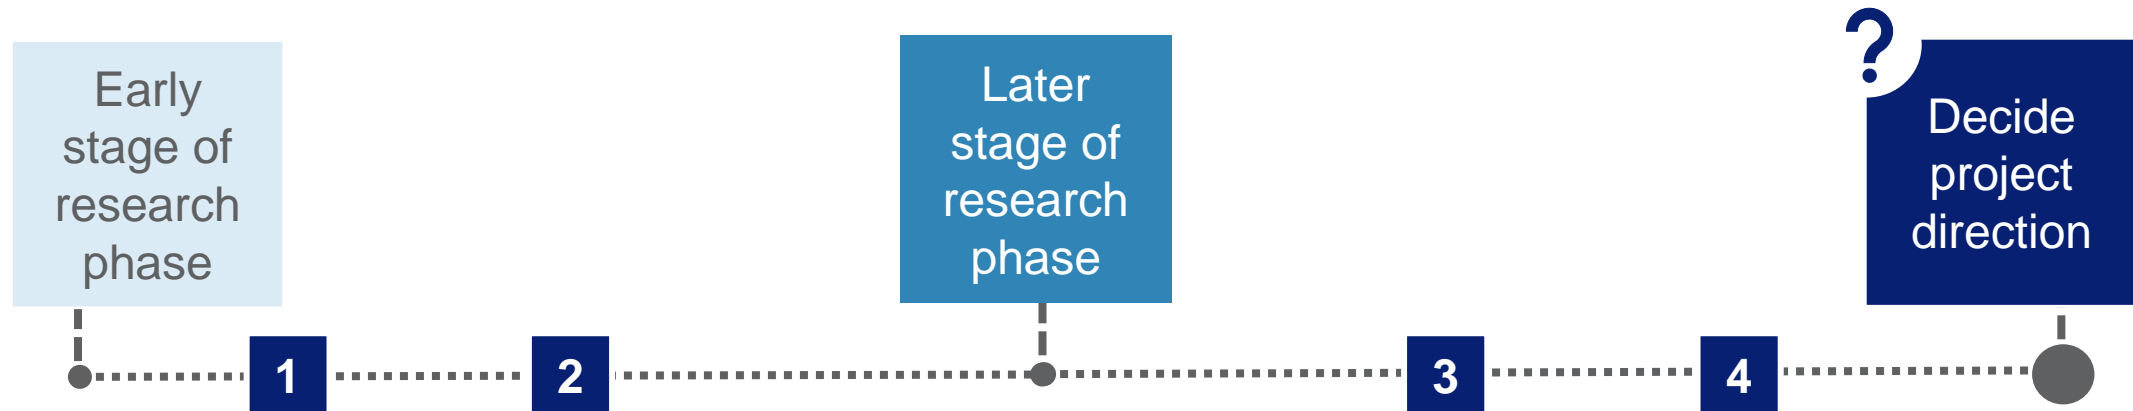 Early
stage of
research
phase
Later
stage of
research
phase
?
Decide
project
direction
1
2
3
4